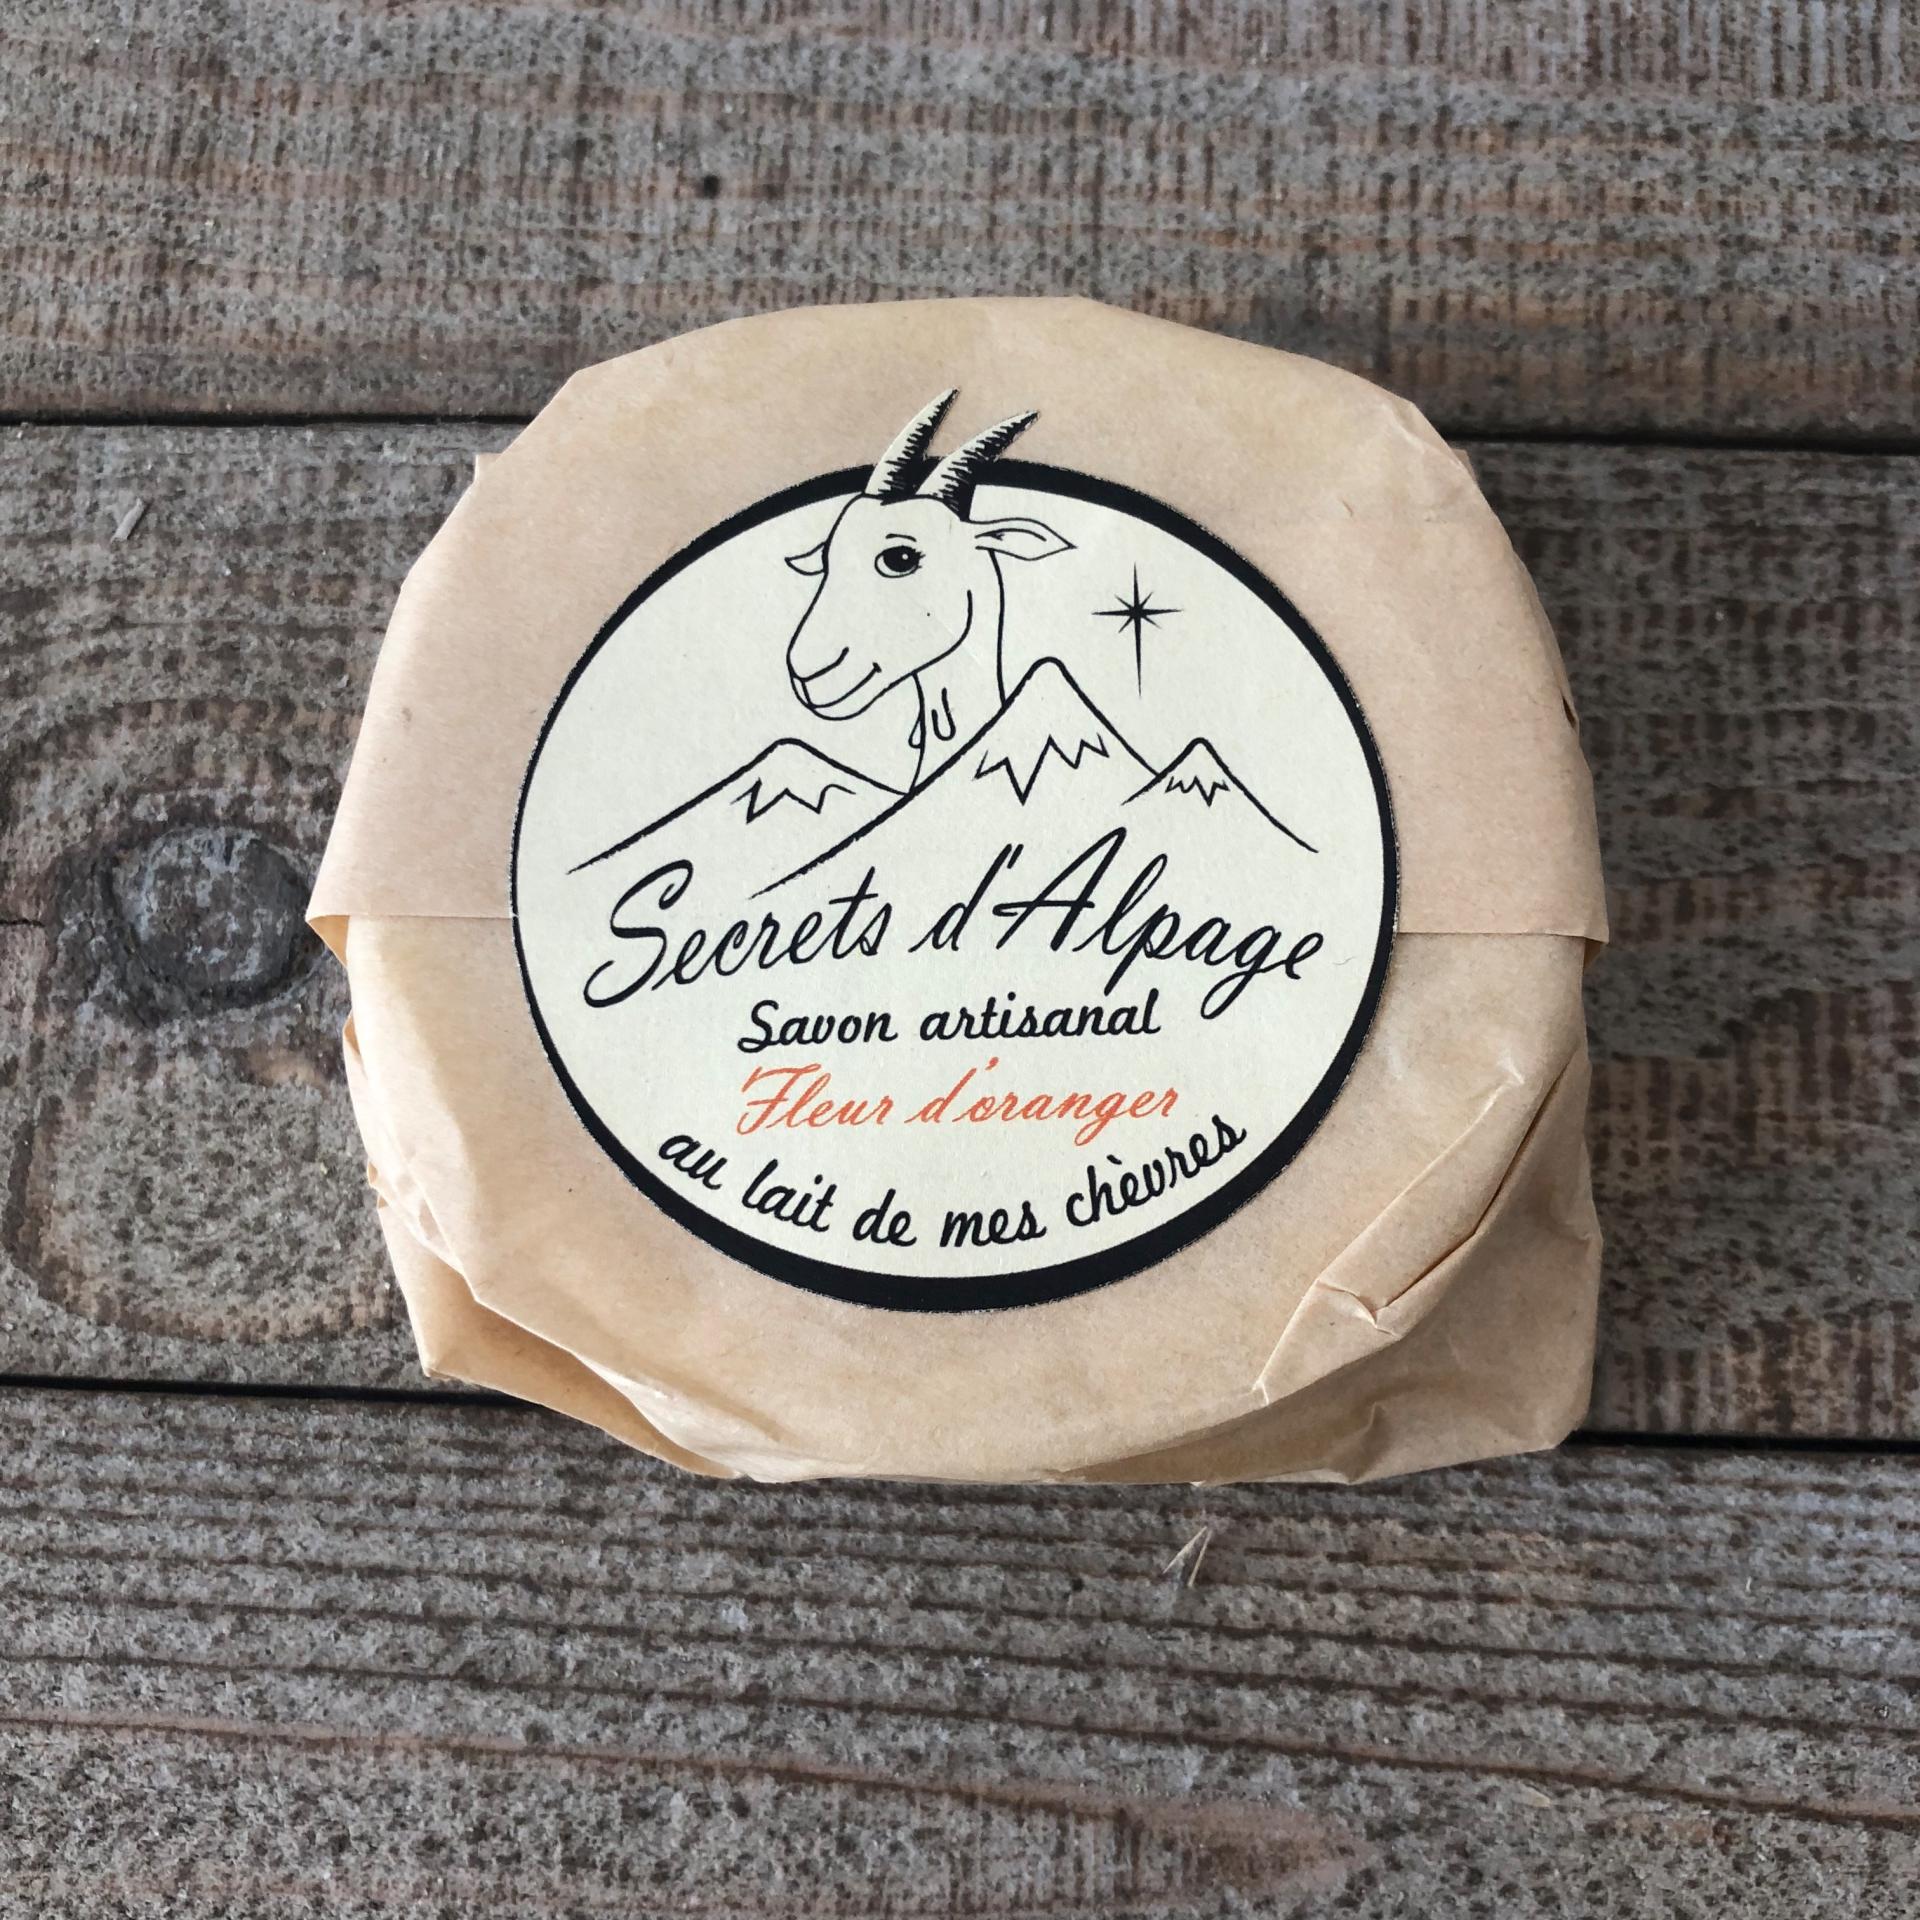 Secrets d'Alpage
Savon artisanal
Fleur d'oranger
au lait de mes chèvres